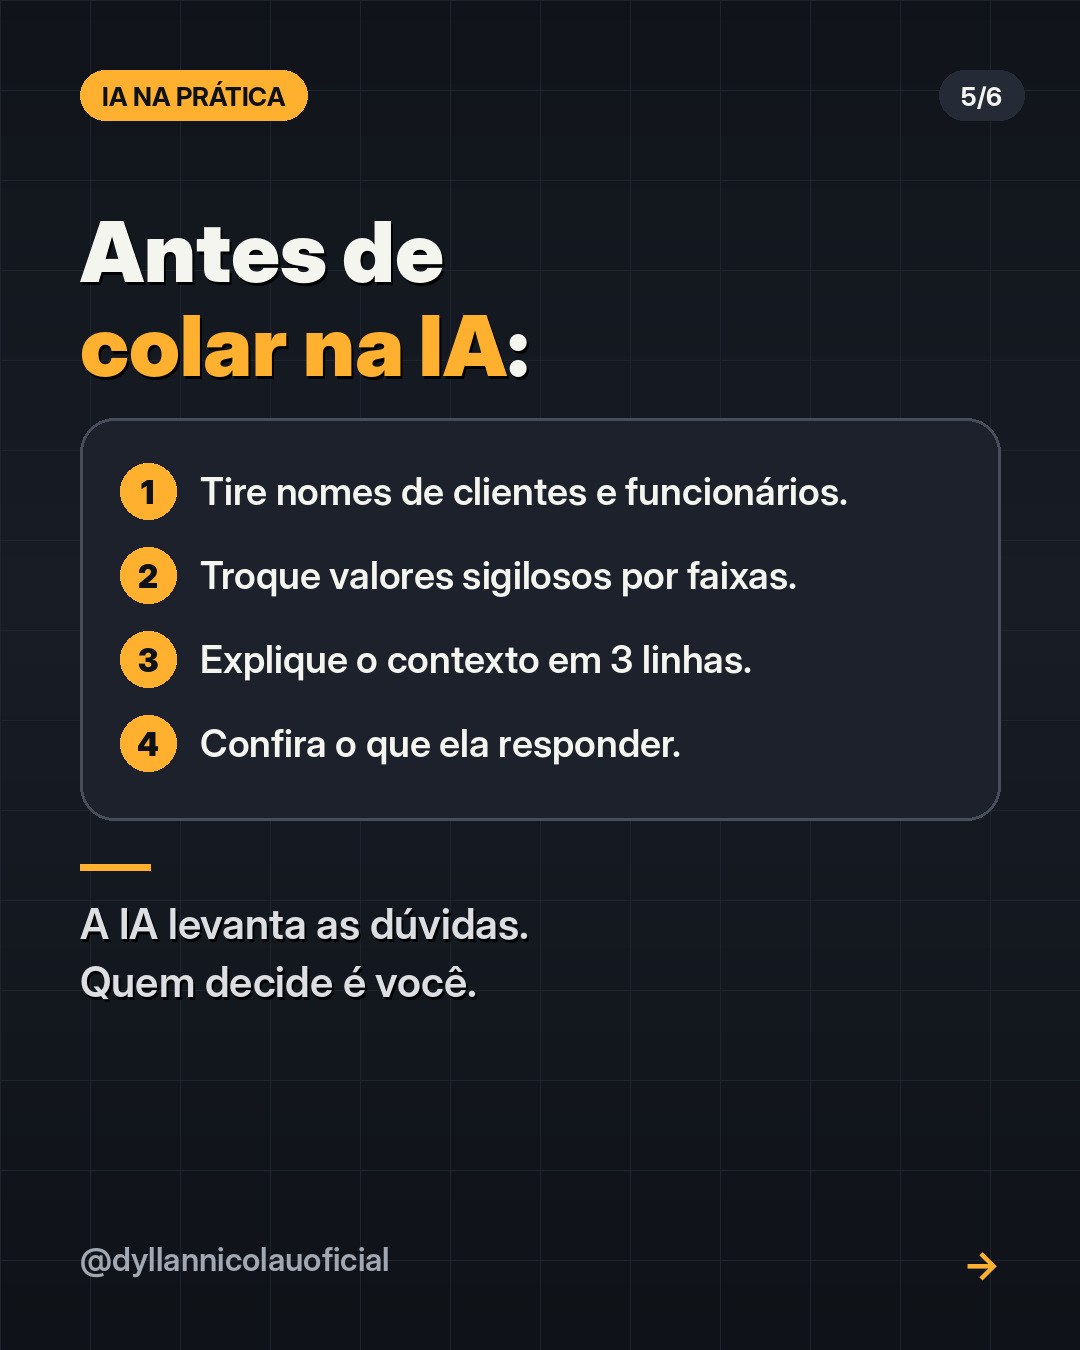 IA NA PRÁTICA
5/6
Antes de
colar na IA:
1 Tire nomes de clientes e funcionários.
2 Troque valores sigilosos por faixas.
3 Explique o contexto em 3 linhas.
4 Confira o que ela responder.
A IA levanta as dúvidas.
Quem decide é você.
@dyllannicolauoficial
→